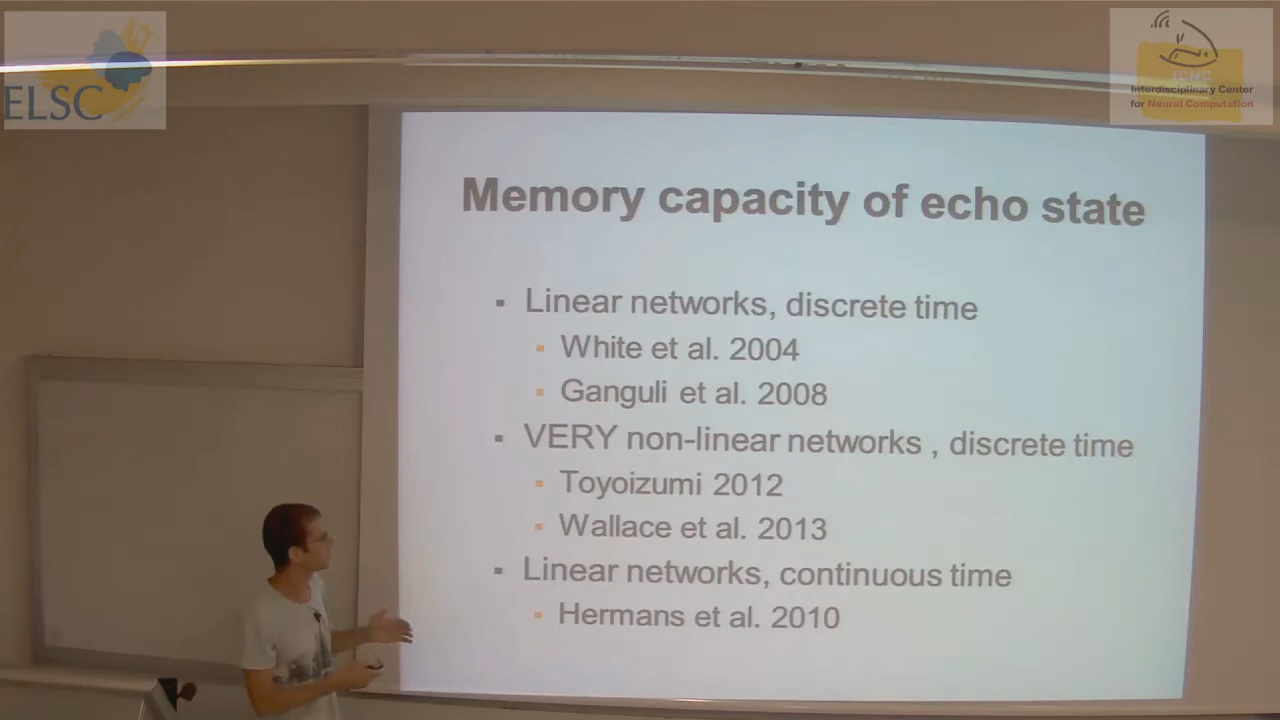 ELSC
ICNC
Interdisciplinary Center
for Neural Computation
Memory capacity of echo state
▪ Linear networks, discrete time
▪ White et al. 2004
▪ Ganguli et al. 2008
▪ VERY non-linear networks , discrete time
▪ Toyoizumi 2012
▪ Wallace et al. 2013
▪ Linear networks, continuous time
▪ Hermans et al. 2010